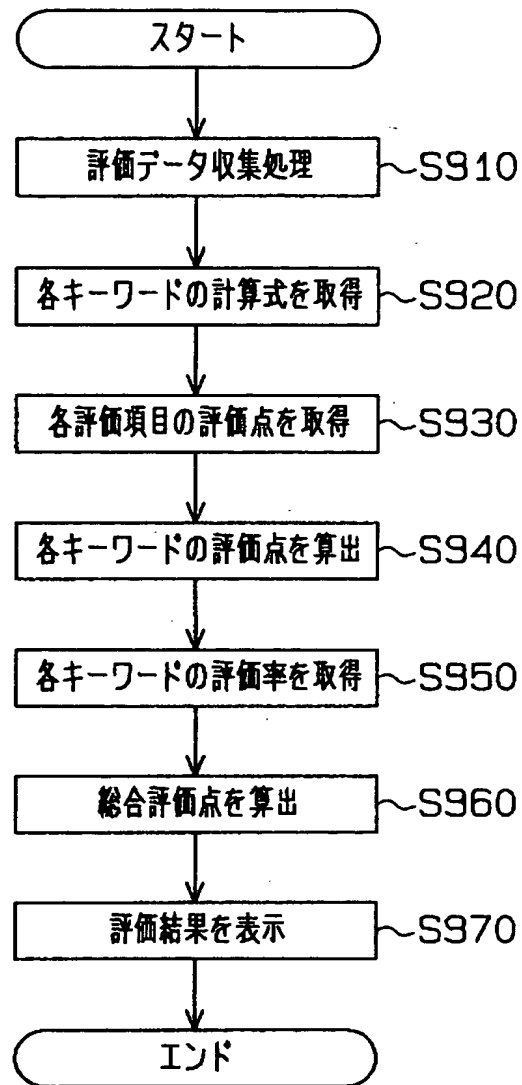 スタート
評価データ収集処理 S910
各キーワードの計算式を取得 S920
各評価項目の評価点を取得 S930
各キーワードの評価点を算出 S940
各キーワードの評価率を取得 S950
総合評価点を算出 S960
評価結果を表示 S970
エンド